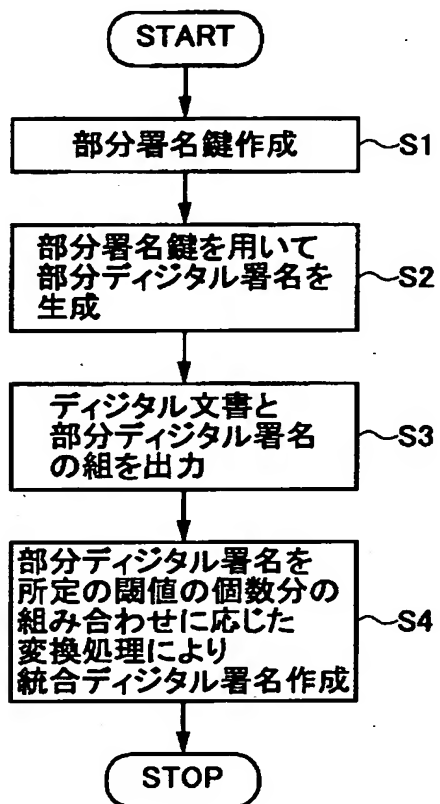 START
部分署名鍵作成
S1
部分署名鍵を用いて
部分ディジタル署名を
生成
S2
ディジタル文書と
部分ディジタル署名
の組を出力
S3
部分ディジタル署名を
所定の閾値の個数分の
組み合わせに応じた
変換処理により
統合ディジタル署名作成
S4
STOP